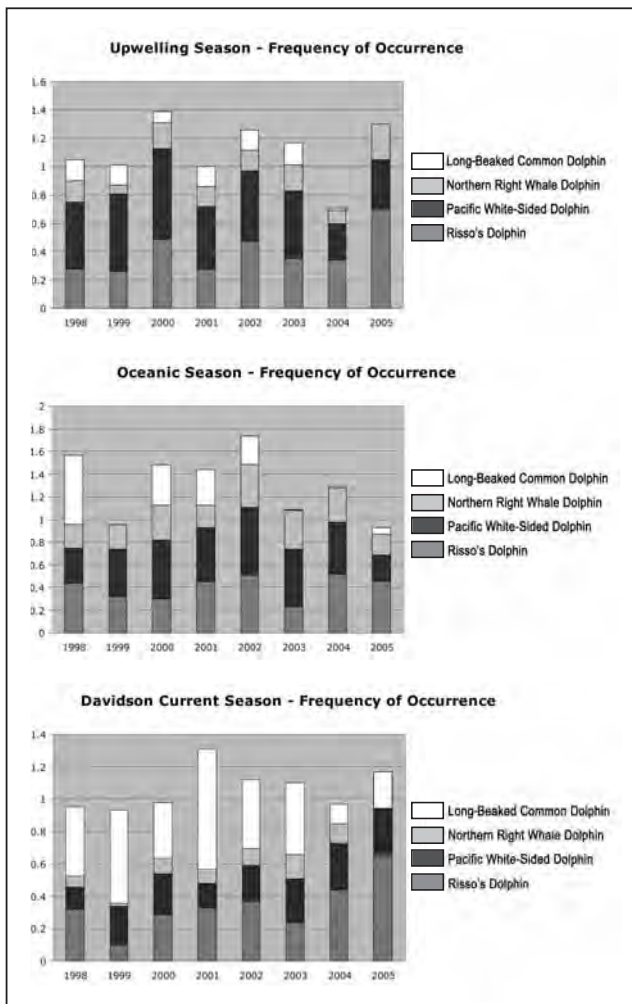 Upwelling Season - Frequency of Occurrence
1.6
1.4
1.2
1
0.8
0.6
0.4
0.2
0
1998 1999 2000 2001 2002 2003 2004 2005
Long-Beaked Common Dolphin
Northern Right Whale Dolphin
Pacific White-Sided Dolphin
Risso's Dolphin
Oceanic Season - Frequency of Occurrence
2
1.8
1.6
1.4
1.2
1
0.8
0.6
0.4
0.2
0
1998 1999 2000 2001 2002 2003 2004 2005
Long-Beaked Common Dolphin
Northern Right Whale Dolphin
Pacific White-Sided Dolphin
Risso's Dolphin
Davidson Current Season - Frequency of Occurrence
1.4
1.2
1
0.8
0.6
0.4
0.2
0
1998 1999 2000 2001 2002 2003 2004 2005
Long-Beaked Common Dolphin
Northern Right Whale Dolphin
Pacific White-Sided Dolphin
Risso's Dolphin